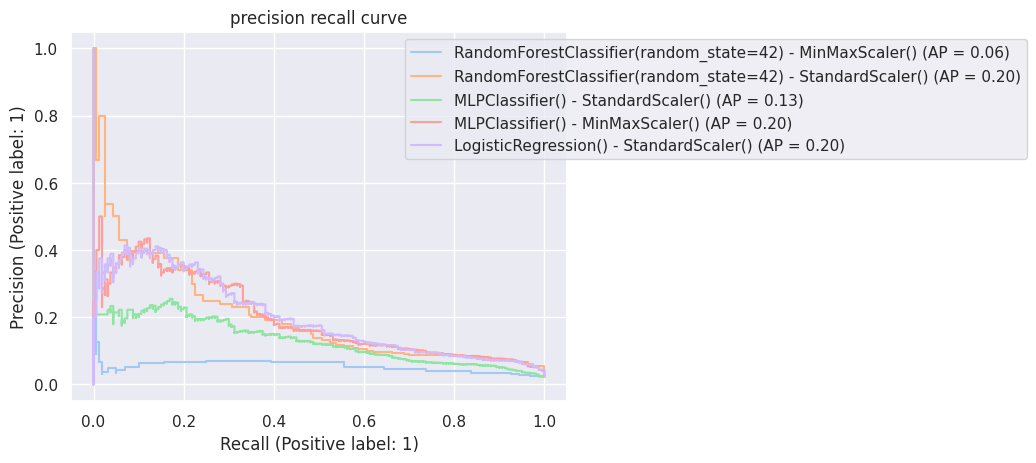 precision recall curve
RandomForestClassifier(random_state=42) - MinMaxScaler() (AP = 0.06)
RandomForestClassifier(random_state=42) - StandardScaler() (AP = 0.20)
MLPClassifier() - StandardScaler() (AP = 0.13)
MLPClassifier() - MinMaxScaler() (AP = 0.20)
LogisticRegression() - StandardScaler() (AP = 0.20)
Precision (Positive label: 1)
1.0
0.8
0.6
0.4
0.2
0.0
0.0 0.2 0.4 0.6 0.8 1.0
Recall (Positive label: 1)